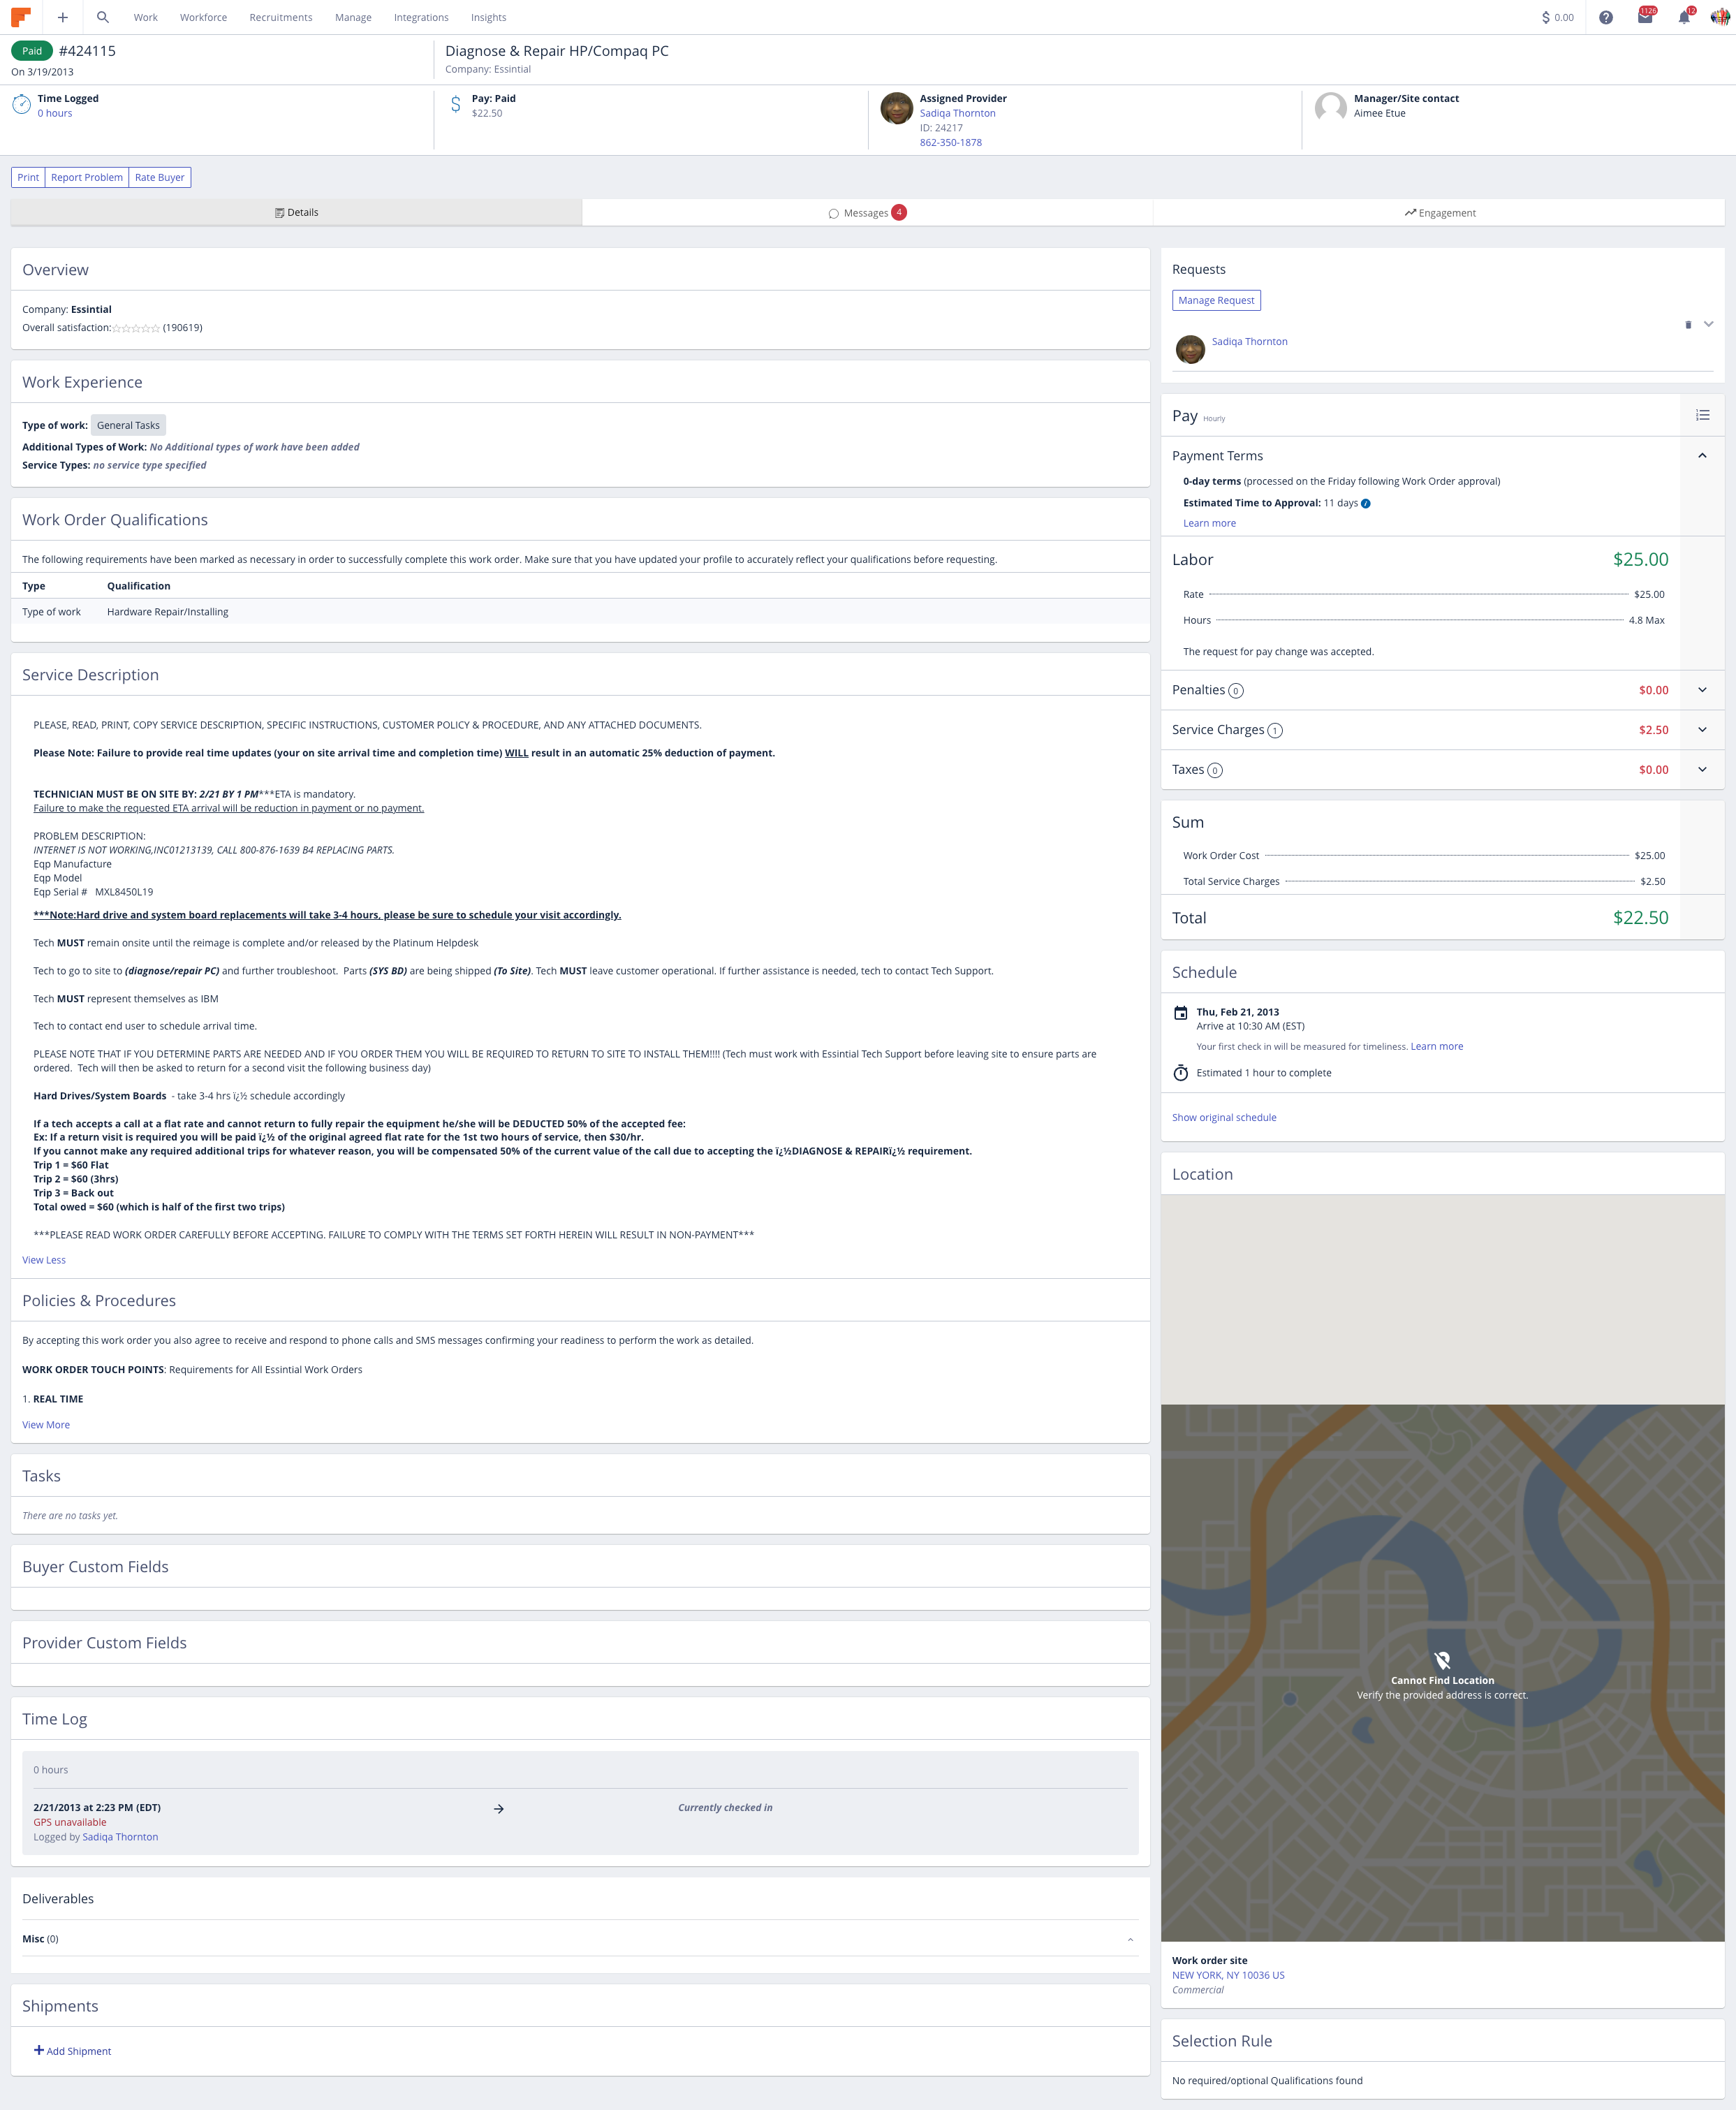 Work Workforce Recruitments Manage Integrations Insights
$ 0.00 1126 12
Paid #424115
On 3/19/2013
Diagnose & Repair HP/Compaq PC
Company: Essintial
Time Logged
0 hours
Pay: Paid
$22.50
Assigned Provider
Sadiqa Thornton
ID: 24217
862-350-1878
Manager/Site contact
Aimee Etue
Print Report Problem Rate Buyer
Details Messages 4 Engagement
Overview
Company: Essintial
Overall satisfaction:☆☆☆☆☆ (190619)
Work Experience
Type of work: General Tasks
Additional Types of Work: No Additional types of work have been added
Service Types: no service type specified
Work Order Qualifications
The following requirements have been marked as necessary in order to successfully complete this work order. Make sure that you have updated your profile to accurately reflect your qualifications before requesting.
Type Qualification
Type of work Hardware Repair/Installing
Service Description
PLEASE, READ, PRINT, COPY SERVICE DESCRIPTION, SPECIFIC INSTRUCTIONS, CUSTOMER POLICY & PROCEDURE, AND ANY ATTACHED DOCUMENTS.
Please Note: Failure to provide real time updates (your on site arrival time and completion time) WILL result in an automatic 25% deduction of payment.
TECHNICIAN MUST BE ON SITE BY: 2/21 BY 1 PM***ETA is mandatory.
Failure to make the requested ETA arrival will be reduction in payment or no payment.
PROBLEM DESCRIPTION:
INTERNET IS NOT WORKING,INC01213139, CALL 800-876-1639 B4 REPLACING PARTS.
Eqp Manufacture
Eqp Model
Eqp Serial # MXL8450L19
***Note:Hard drive and system board replacements will take 3-4 hours, please be sure to schedule your visit accordingly.
Tech MUST remain onsite until the reimage is complete and/or released by the Platinum Helpdesk
Tech to go to site to (diagnose/repair PC) and further troubleshoot. Parts (SYS BD) are being shipped (To Site). Tech MUST leave customer operational. If further assistance is needed, tech to contact Tech Support.
Tech MUST represent themselves as IBM
Tech to contact end user to schedule arrival time.
PLEASE NOTE THAT IF YOU DETERMINE PARTS ARE NEEDED AND IF YOU ORDER THEM YOU WILL BE REQUIRED TO RETURN TO SITE TO INSTALL THEM!!!! (Tech must work with Essintial Tech Support before leaving site to ensure parts are
ordered. Tech will then be asked to return for a second visit the following business day)
Hard Drives/System Boards - take 3-4 hrs ï¿½ schedule accordingly
If a tech accepts a call at a flat rate and cannot return to fully repair the equipment he/she will be DEDUCTED 50% of the accepted fee:
Ex: If a return visit is required you will be paid ï¿½ of the original agreed flat rate for the 1st two hours of service, then $30/hr.
If you cannot make any required additional trips for whatever reason, you will be compensated 50% of the current value of the call due to accepting the ï¿½DIAGNOSE & REPAIRï¿½ requirement.
Trip 1 = $60 Flat
Trip 2 = $60 (3hrs)
Trip 3 = Back out
Total owed = $60 (which is half of the first two trips)
***PLEASE READ WORK ORDER CAREFULLY BEFORE ACCEPTING. FAILURE TO COMPLY WITH THE TERMS SET FORTH HEREIN WILL RESULT IN NON-PAYMENT***
View Less
Policies & Procedures
By accepting this work order you also agree to receive and respond to phone calls and SMS messages confirming your readiness to perform the work as detailed.
WORK ORDER TOUCH POINTS: Requirements for All Essintial Work Orders
1. REAL TIME
View More
Tasks
There are no tasks yet.
Buyer Custom Fields
Provider Custom Fields
Time Log
0 hours
2/21/2013 at 2:23 PM (EDT) Currently checked in
GPS unavailable
Logged by Sadiqa Thornton
Deliverables
Misc (0)
Shipments
Add Shipment
Requests
Manage Request
Sadiqa Thornton
Pay Hourly
Payment Terms
0-day terms (processed on the Friday following Work Order approval)
Estimated Time to Approval: 11 days
Learn more
Labor $25.00
Rate $25.00
Hours 4.8 Max
The request for pay change was accepted.
Penalties 0 $0.00
Service Charges 1 $2.50
Taxes 0 $0.00
Sum
Work Order Cost $25.00
Total Service Charges $2.50
Total $22.50
Schedule
Thu, Feb 21, 2013
Arrive at 10:30 AM (EST)
Your first check in will be measured for timeliness. Learn more
Estimated 1 hour to complete
Show original schedule
Location
Cannot Find Location
Verify the provided address is correct.
Work order site
NEW YORK, NY 10036 US
Commercial
Selection Rule
No required/optional Qualifications found